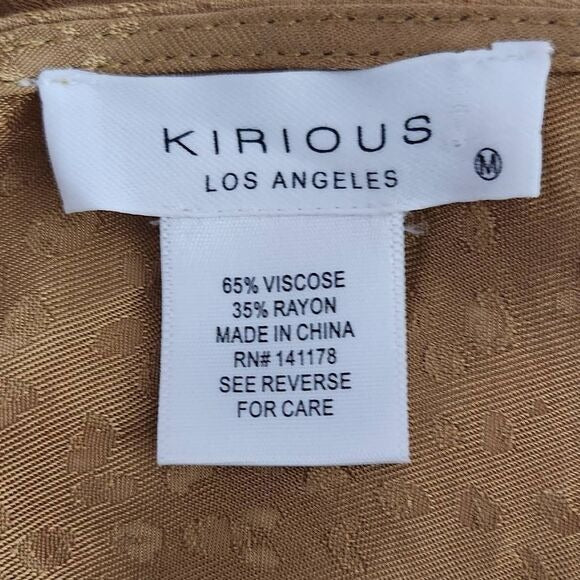 KIRIOUS
LOS ANGELES
M
65% VISCOSE
35% RAYON
MADE IN CHINA
RN# 141178
SEE REVERSE
FOR CARE